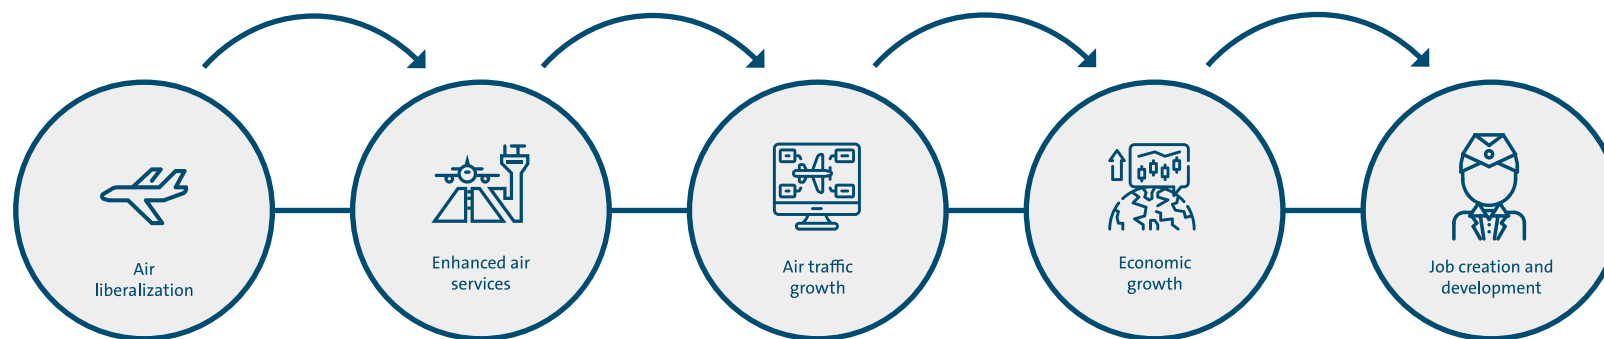 Air
liberalization
Enhanced air
services
Air traffic
growth
Economic
growth
Job creation and
development